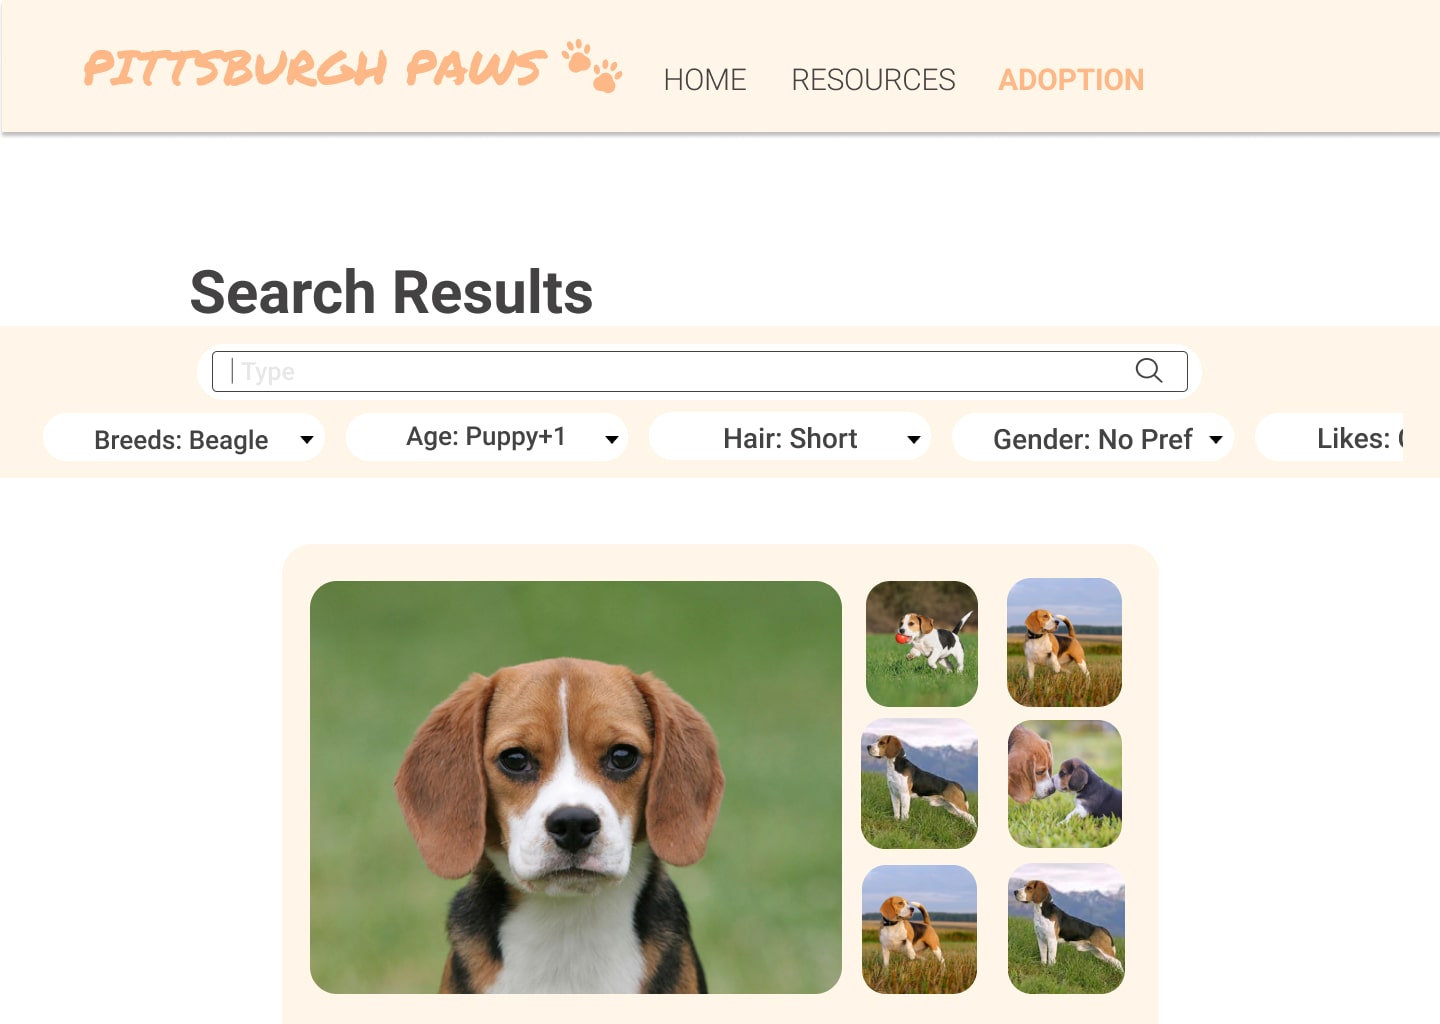 PITTSBURGH PAWS HOME RESOURCES ADOPTION
Search Results
Type
Breeds: Beagle Age: Puppy+1 Hair: Short Gender: No Pref Likes: